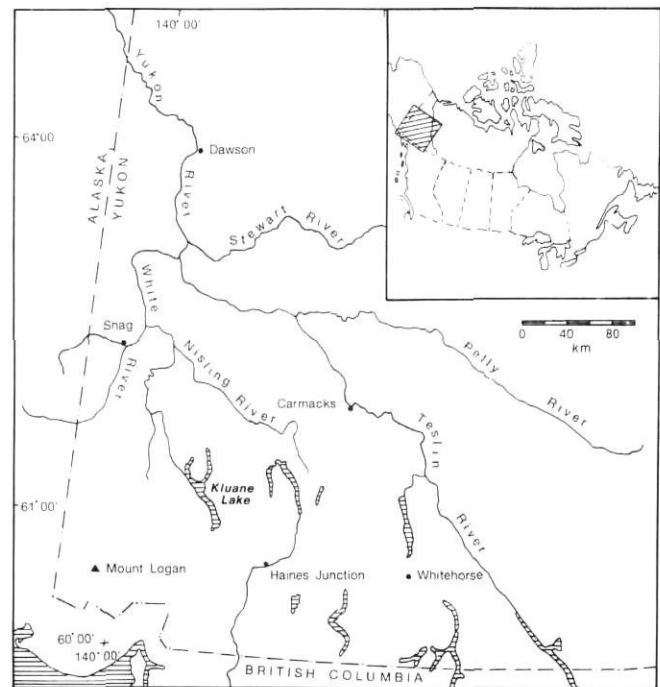 140° 00'
Yukon
64°00
Dawson
ALASKA
YUKON
River
Stewart River
White
Snag
River
Nisling River
0 40 80
km
Pelly River
Carmacks
Teslin
River
Kluane
Lake
61° 00'
Mount Logan
Haines Junction
Whitehorse
60° 00'
140° 00'
BRITISH COLUMBIA